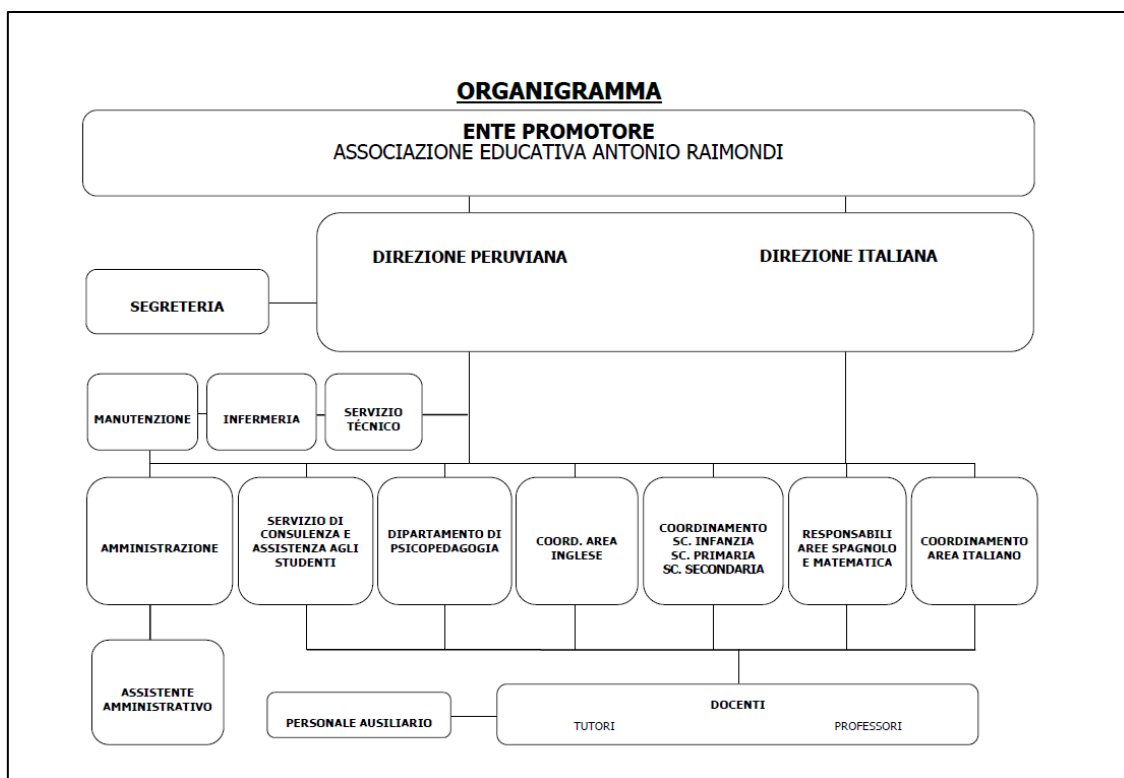 ORGANIGRAMMA
ENTE PROMOTORE
ASSOCIAZIONE EDUCATIVA ANTONIO RAIMONDI
DIREZIONE PERUVIANA
DIREZIONE ITALIANA
SEGRETERIA
MANUTENZIONE
INFERMERIA
SERVIZIO
TÉCNICO
AMMINISTRAZIONE
SERVIZIO DI
CONSULENZA E
ASSISTENZA AGLI
STUDENTI
DIPARTAMENTO DI
PSICOPEDAGOGIA
COORD. AREA
INGLESE
COORDINAMENTO
SC. INFANZIA
SC. PRIMARIA
SC. SECONDARIA
RESPONSABILI
AREE SPAGNOLO
E MATEMATICA
COORDINAMENTO
AREA ITALIANO
ASSISTENTE
AMMINISTRATIVO
PERSONALE AUSILIARIO
DOCENTI
TUTORI
PROFESSORI